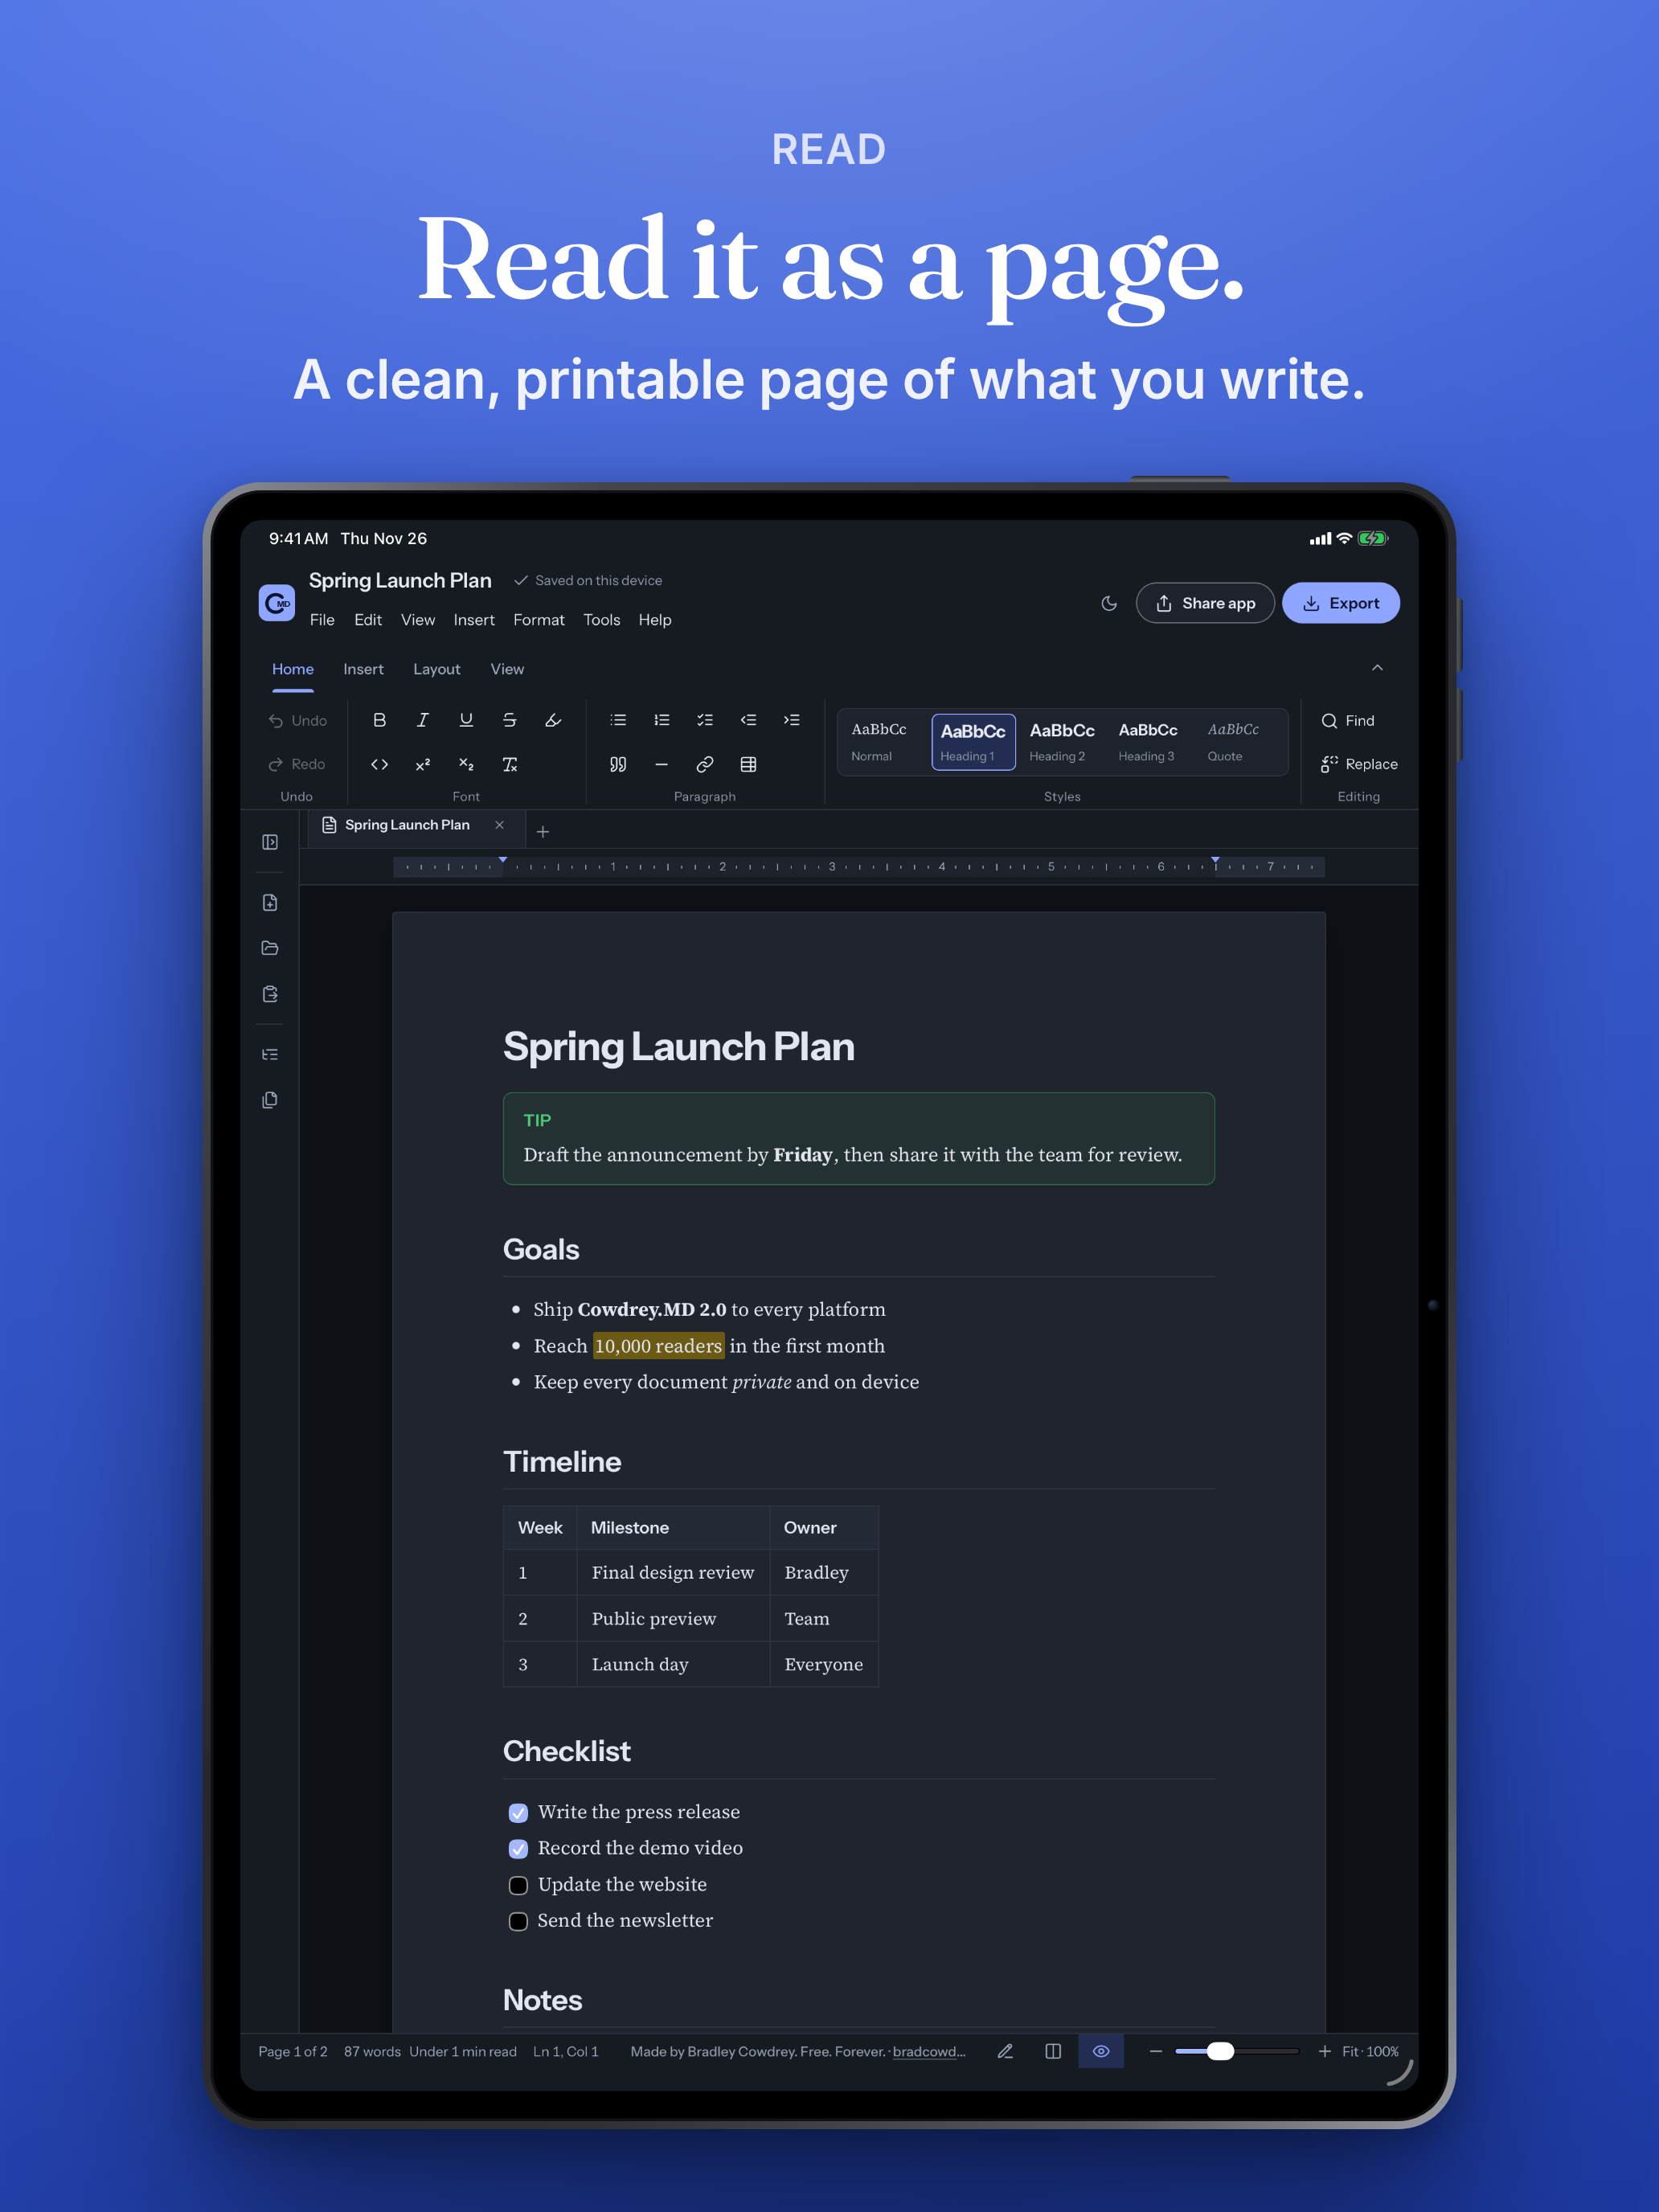 READ
Read it as a page.
A clean, printable page of what you write.
9:41 AM Thu Nov 26
Spring Launch Plan Saved on this device
CMD
File Edit View Insert Format Tools Help
Share app Export
Home Insert Layout View
Undo
Redo
Undo
Font
Paragraph
AaBbCc AaBbCc AaBbCc AaBbCc AaBbCc
Normal Heading 1 Heading 2 Heading 3 Quote
Styles
Find
Replace
Editing
Spring Launch Plan
1 2 3 4 5 6 7
Spring Launch Plan
TIP
Draft the announcement by Friday, then share it with the team for review.
Goals
Ship Cowdrey.MD 2.0 to every platform
Reach 10,000 readers in the first month
Keep every document private and on device
Timeline
Week Milestone Owner
1 Final design review Bradley
2 Public preview Team
3 Launch day Everyone
Checklist
Write the press release
Record the demo video
Update the website
Send the newsletter
Notes
Page 1 of 2 87 words Under 1 min read Ln 1, Col 1 Made by Bradley Cowdrey. Free. Forever. · bradcowd... Fit · 100%